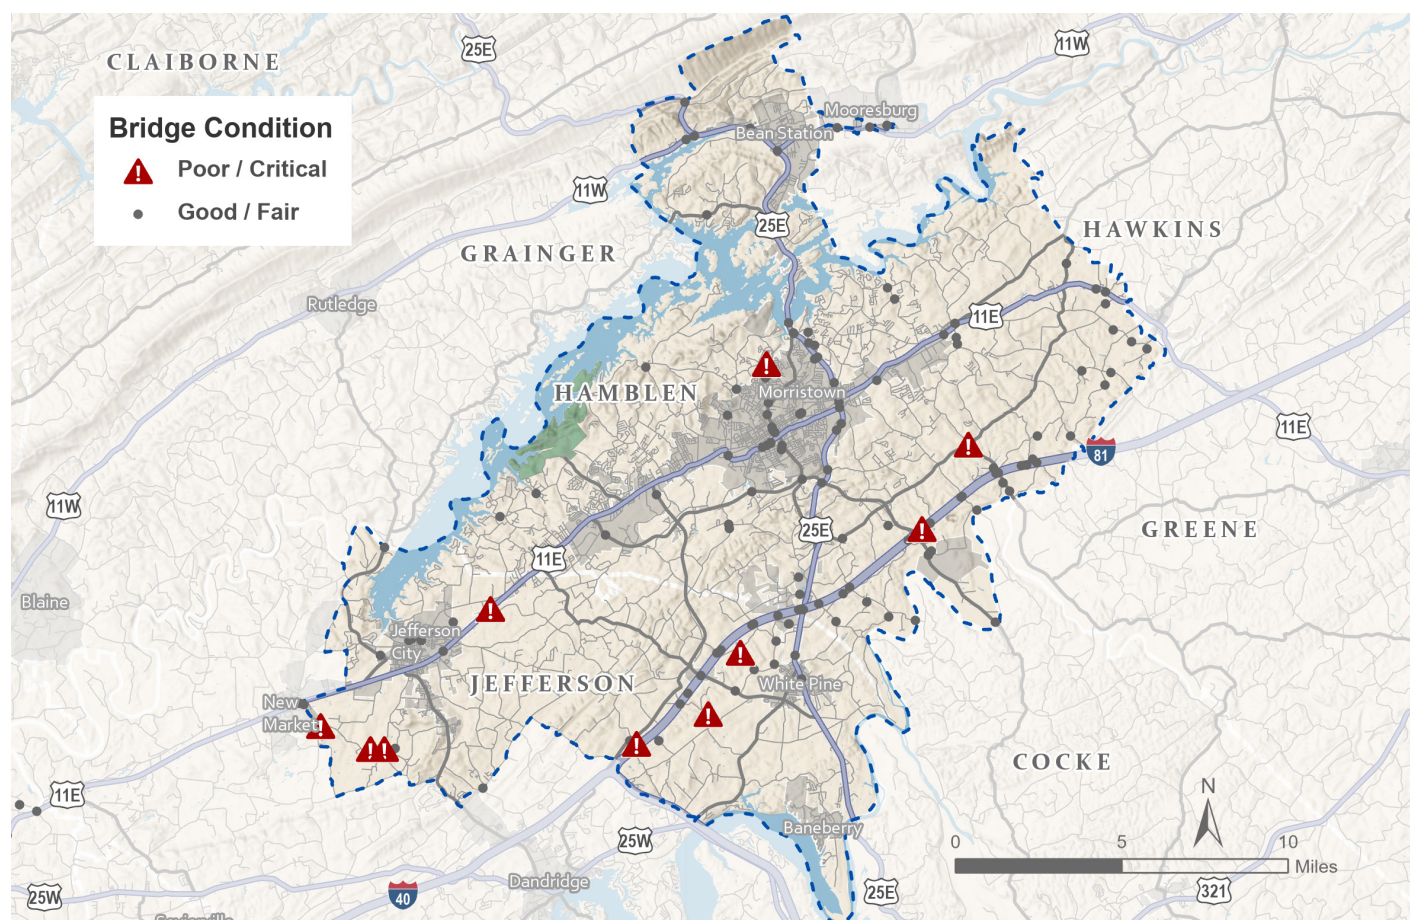 CLAIBORNE
25E
11W
Bridge Condition
Poor / Critical
Good / Fair
Mooresburg
Bean Station
11W
25E
HAWKINS
GRAINGER
Rutledge
11E
HAMBLEN
Morristown
11E
81
11W
25E
GREENE
11E
Blaine
Jefferson
City
JEFFERSON
White Pine
New
Market
COCKE
N
11E
Baneberry
0
5
10
Miles
25W
Dandridge
25W
40
25E
321